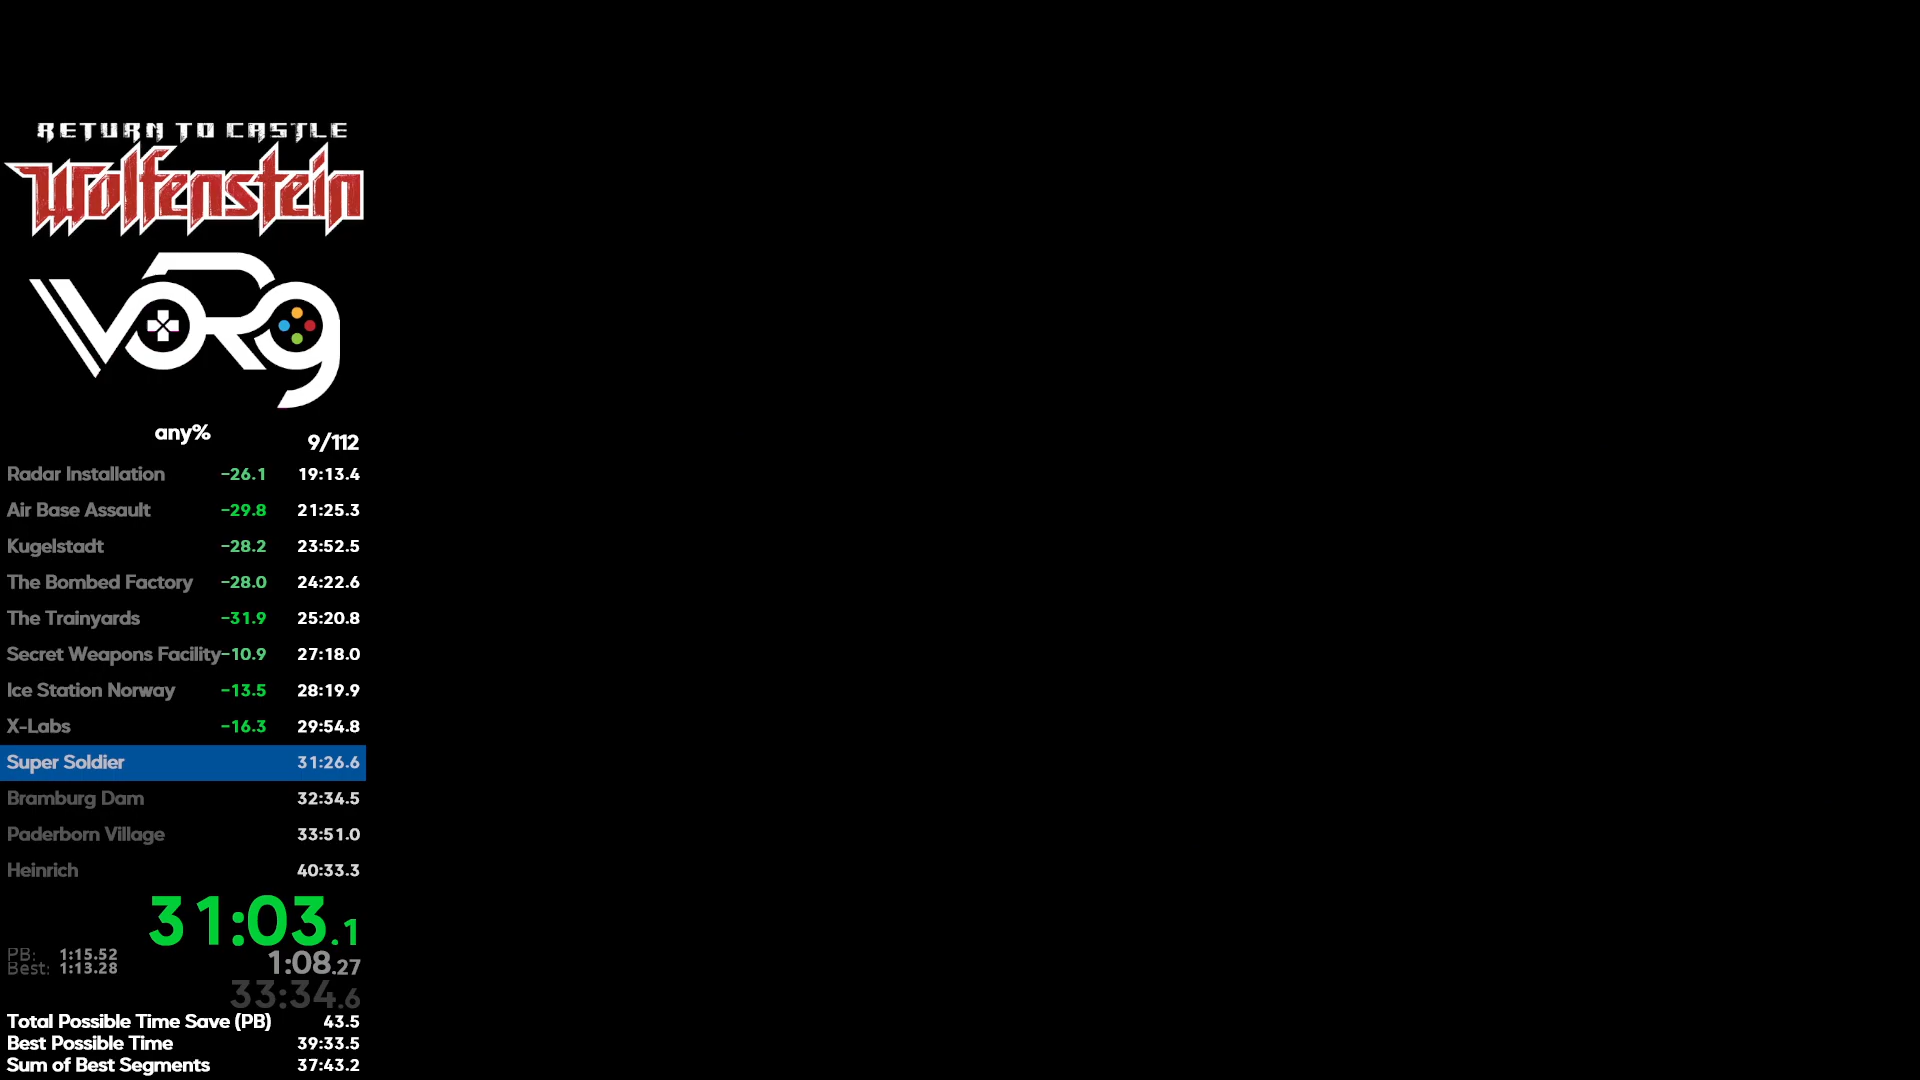 RETURN TO CASTLE
Wolfenstein
VORG
any%
9/112
Radar Installation -26.1 19:13.4
Air Base Assault -29.8 21:25.3
Kugelstadt -28.2 23:52.5
The Bombed Factory -28.0 24:22.6
The Trainyards -31.9 25:20.8
Secret Weapons Facility -10.9 27:18.0
Ice Station Norway -13.5 28:19.9
X-Labs -16.3 29:54.8
Super Soldier 31:26.6
Bramburg Dam 32:34.5
Paderborn Village 33:51.0
Heinrich 40:33.3
31:03.1
PB: 1:15.52
Best: 1:13.28
1:08.27
33:34.6
Total Possible Time Save (PB) 43.5
Best Possible Time 39:33.5
Sum of Best Segments 37:43.2